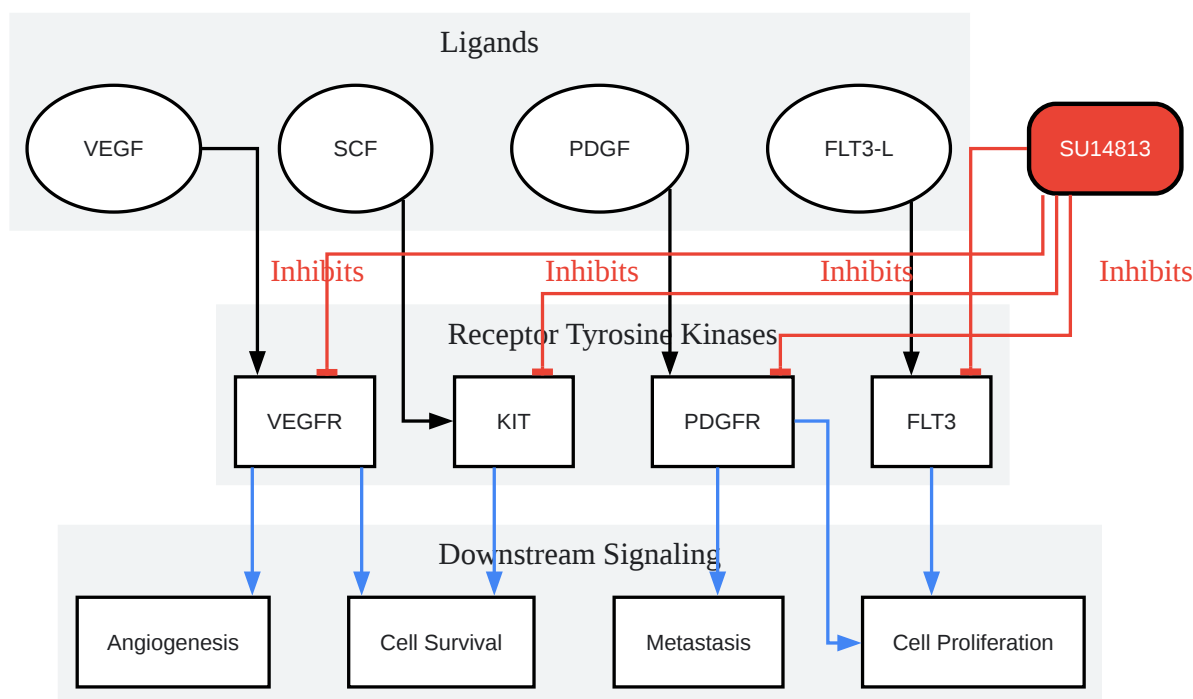 Ligands
VEGF
SCF
PDGF
FLT3-L
SU14813
Inhibits
Inhibits
Inhibits
Inhibits
Receptor Tyrosine Kinases
VEGFR
KIT
PDGFR
FLT3
Downstream Signaling
Angiogenesis
Cell Survival
Metastasis
Cell Proliferation